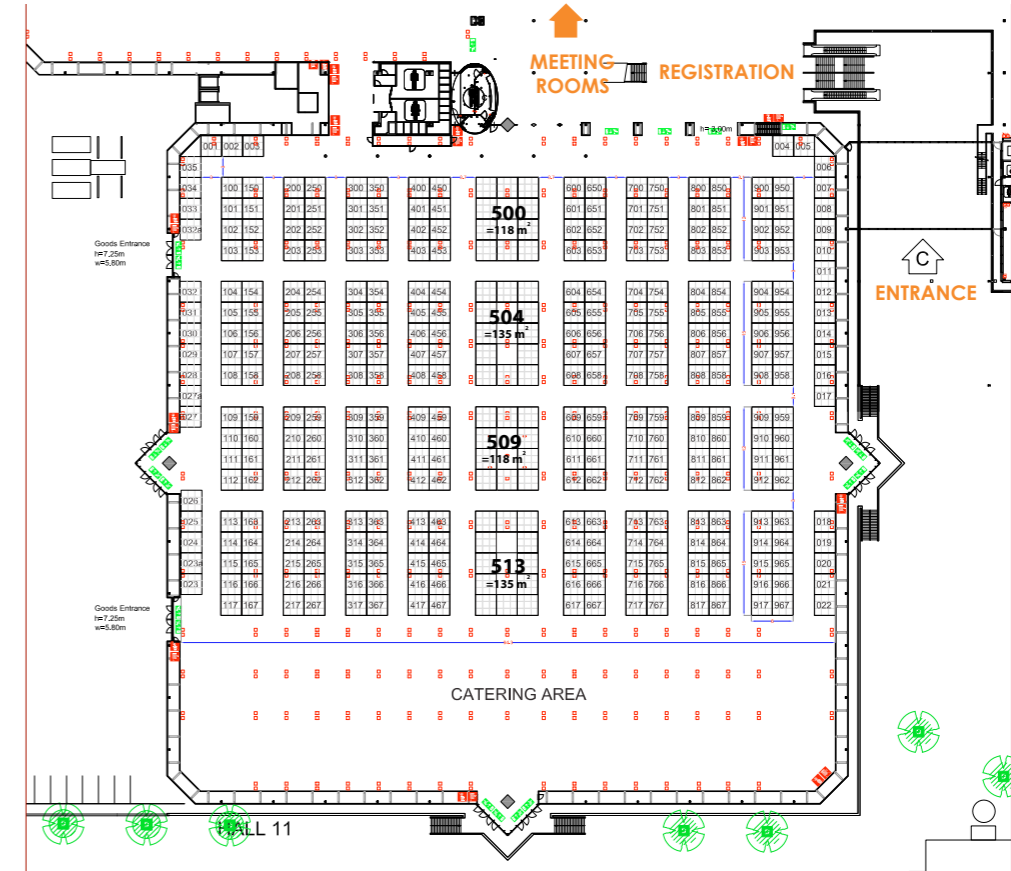 MEETING
ROOMS
REGISTRATION
h= 3,90m
001 002 003
004 005
035
006
034 100 150 200 250 300 350 400 450 600 650 700 750 800 850 900 950 007
500
=118 m²
033 101 151 201 251 301 351 401 451 601 651 701 751 801 851 901 951 008
032a 102 152 202 252 302 352 402 452 602 652 702 752 802 852 902 952 009
103 153 203 253 303 353 403 453 603 653 703 753 803 853 903 953 010
Goods Entrance
h=7,25m
w=5,80m
C
ENTRANCE
011
032 104 154 204 254 304 354 404 454 604 654 704 754 804 854 904 954 012
504
=135 m²
031 105 155 205 255 305 355 405 455 605 655 705 755 805 855 905 955 013
030 106 156 206 256 306 356 406 456 606 656 706 756 806 856 906 956 014
029 107 157 207 257 307 357 407 457 607 657 707 757 807 857 907 957 015
028 108 158 208 258 308 358 408 458 608 658 708 758 808 858 908 958 016
027a
017
027 109 159 209 259 309 359 409 459 609 659 709 759 809 859 909 959
509
=118 m²
110 160 210 260 310 360 410 460 610 660 710 760 810 860 910 960
111 161 211 261 311 361 411 461 611 661 711 761 811 861 911 961
112 162 212 262 312 362 412 462 612 662 712 762 812 862 912 962
026
025 113 163 213 263 313 363 413 463 613 663 713 763 813 863 913 963 018
024 114 164 214 264 314 364 414 464 614 664 714 764 814 864 914 964 019
513
=135 m²
023a 115 165 215 265 315 365 415 465 615 665 715 765 815 865 915 965 020
023 116 166 216 266 316 366 416 466 616 666 716 766 816 866 916 966 021
117 167 217 267 317 367 417 467 617 667 717 767 817 867 917 967 022
Goods Entrance
h=7.25m
w=5.80m
CATERING AREA
HALL 11